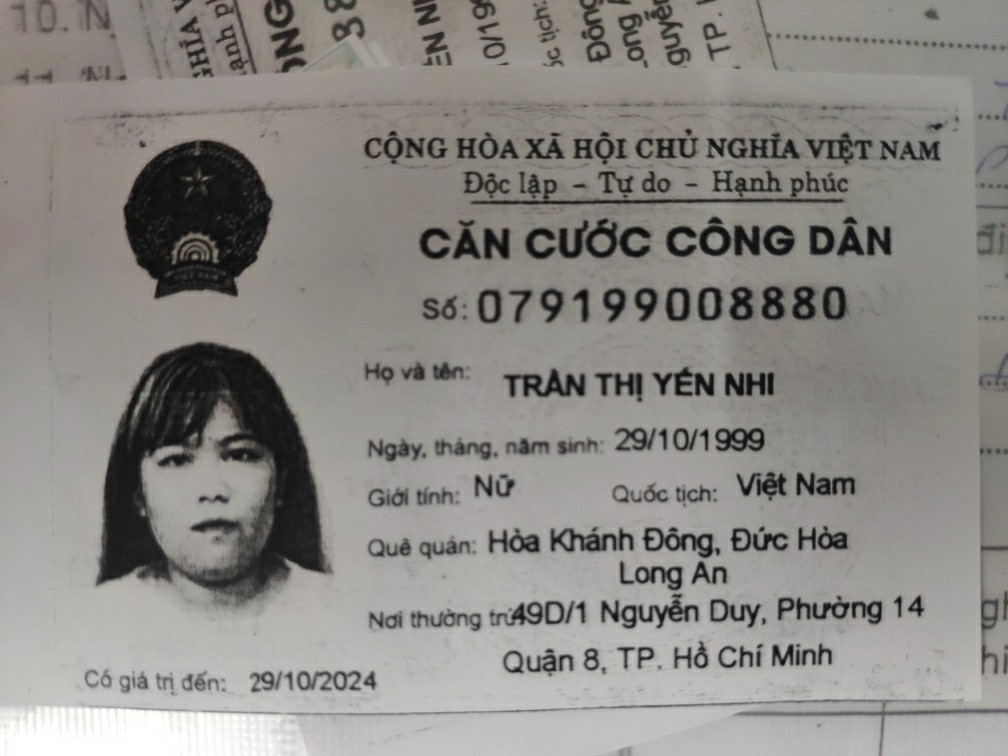 10. N
CỘNG HÒA XÃ HỘI CHỦ NGHĨA VIỆT NAM
Độc lập - Tự do - Hạnh phúc
CĂN CƯỚC CÔNG DÂN
Số: 079199008880
Họ và tên: TRẦN THỊ YẾN NHI
Ngày, tháng, năm sinh: 29/10/1999
Giới tính: Nữ Quốc tịch: Việt Nam
Quê quán: Hòa Khánh Đông, Đức Hòa
Long An
Nơi thường trú: 49D/1 Nguyễn Duy, Phường 14
Quận 8, TP. Hồ Chí Minh
Có giá trị đến: 29/10/2024